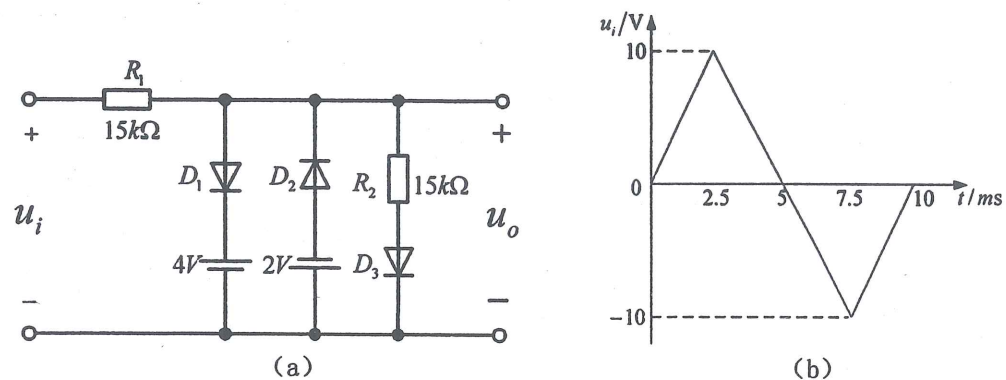 R₁
15kΩ
+
+
D₁
D₂
R₂
15kΩ
uᵢ
uₒ
4V
2V
D₃
−
−
(a)
uᵢ/V
10
0
2.5
5
7.5
10
t/ms
−10
(b)